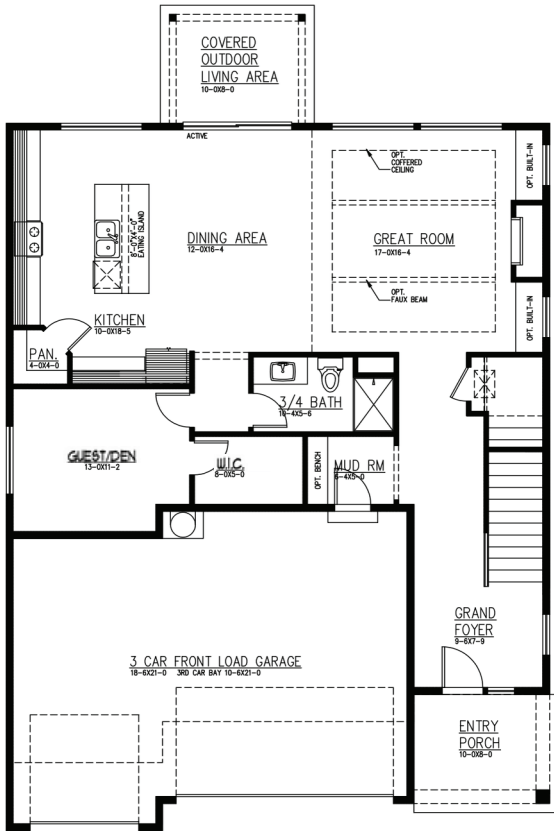 COVERED
OUTDOOR
LIVING AREA
10-0X8-0
ACTIVE
OPT.
COFFERED
CEILING
OPT. BUILT-IN
8'-0"X4'-0"
EATING ISLAND
DINING AREA
12-0X16-4
GREAT ROOM
17-0X16-4
OPT.
FAUX BEAM
OPT. BUILT-IN
KITCHEN
10-0X18-5
PAN.
4-0X4-0
3/4 BATH
10-4X5-6
GUEST/DEN
13-0X11-2
W.I.C.
8-0X5-0
OPT. BENCH
MUD RM
6-4X5-0
GRAND
FOYER
9-6X7-9
3 CAR FRONT LOAD GARAGE
18-6X21-0 3RD CAR BAY 10-6X21-0
ENTRY
PORCH
10-0X8-0